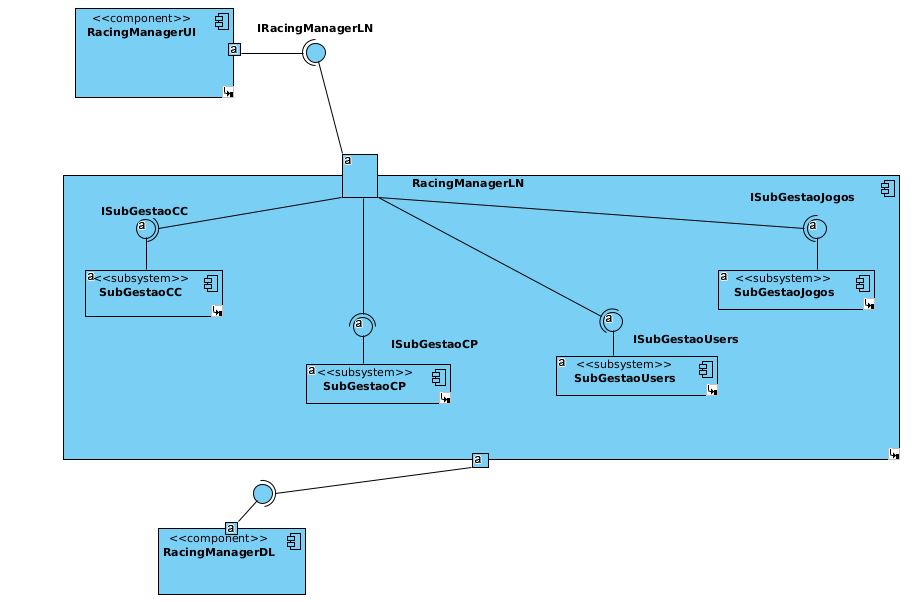 <<component>>
RacingManagerUI
a
IRacingManagerLN
a
RacingManagerLN
ISubGestaoCC
a
a
<<subsystem>>
SubGestaoCC
a
ISubGestaoCP
a
<<subsystem>>
SubGestaoCP
a
ISubGestaoUsers
a
<<subsystem>>
SubGestaoUsers
ISubGestaoJogos
a
a
<<subsystem>>
SubGestaoJogos
a
a
<<component>>
RacingManagerDL